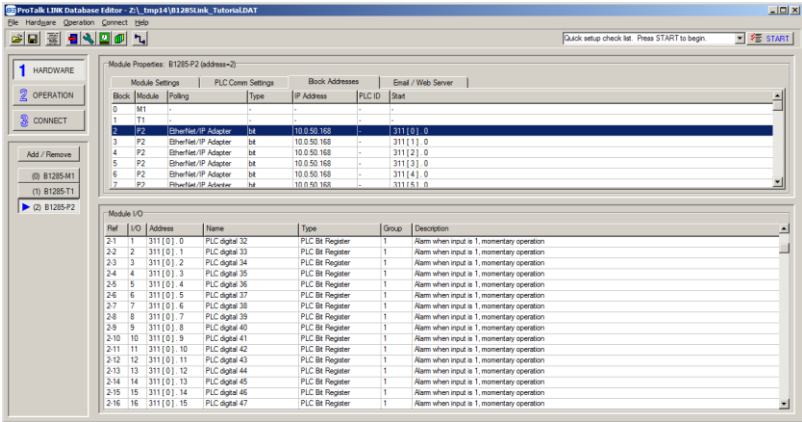 ProTalk LINK Database Editor - Z:\_tmp14\B1285Link_Tutorial.DAT
File Hardware Operation Connect Help
Quick setup check list. Press START to begin. START
1 HARDWARE
2 OPERATION
3 CONNECT
Add / Remove
(0) B1285-M1
(1) B1285-T1
(2) B1285-P2
Module Properties: B1285-P2 (address=2)
Module Settings PLC Comm Settings Block Addresses Email / Web Server
Block Module Polling Type IP Address PLC ID Start
0 M1 - - - - -
1 T1 - - - - -
2 P2 EtherNet/IP Adapter bit 10.0.50.168 - 311 [ 0 ] . 0
3 P2 EtherNet/IP Adapter bit 10.0.50.168 - 311 [ 1 ] . 0
4 P2 EtherNet/IP Adapter bit 10.0.50.168 - 311 [ 2 ] . 0
5 P2 EtherNet/IP Adapter bit 10.0.50.168 - 311 [ 3 ] . 0
6 P2 EtherNet/IP Adapter bit 10.0.50.168 - 311 [ 4 ] . 0
7 P2 EtherNet/IP Adapter bit 10.0.50.168 - 311 [ 5 ] . 0
Module I/O
Ref I/O Address Name Type Group Description
2-1 1 311 [ 0 ] . 0 PLC digital 32 PLC Bit Register 1 Alarm when input is 1, momentary operation
2-2 2 311 [ 0 ] . 1 PLC digital 33 PLC Bit Register 1 Alarm when input is 1, momentary operation
2-3 3 311 [ 0 ] . 2 PLC digital 34 PLC Bit Register 1 Alarm when input is 1, momentary operation
2-4 4 311 [ 0 ] . 3 PLC digital 35 PLC Bit Register 1 Alarm when input is 1, momentary operation
2-5 5 311 [ 0 ] . 4 PLC digital 36 PLC Bit Register 1 Alarm when input is 1, momentary operation
2-6 6 311 [ 0 ] . 5 PLC digital 37 PLC Bit Register 1 Alarm when input is 1, momentary operation
2-7 7 311 [ 0 ] . 6 PLC digital 38 PLC Bit Register 1 Alarm when input is 1, momentary operation
2-8 8 311 [ 0 ] . 7 PLC digital 39 PLC Bit Register 1 Alarm when input is 1, momentary operation
2-9 9 311 [ 0 ] . 8 PLC digital 40 PLC Bit Register 1 Alarm when input is 1, momentary operation
2-10 10 311 [ 0 ] . 9 PLC digital 41 PLC Bit Register 1 Alarm when input is 1, momentary operation
2-11 11 311 [ 0 ] . 10 PLC digital 42 PLC Bit Register 1 Alarm when input is 1, momentary operation
2-12 12 311 [ 0 ] . 11 PLC digital 43 PLC Bit Register 1 Alarm when input is 1, momentary operation
2-13 13 311 [ 0 ] . 12 PLC digital 44 PLC Bit Register 1 Alarm when input is 1, momentary operation
2-14 14 311 [ 0 ] . 13 PLC digital 45 PLC Bit Register 1 Alarm when input is 1, momentary operation
2-15 15 311 [ 0 ] . 14 PLC digital 46 PLC Bit Register 1 Alarm when input is 1, momentary operation
2-16 16 311 [ 0 ] . 15 PLC digital 47 PLC Bit Register 1 Alarm when input is 1, momentary operation